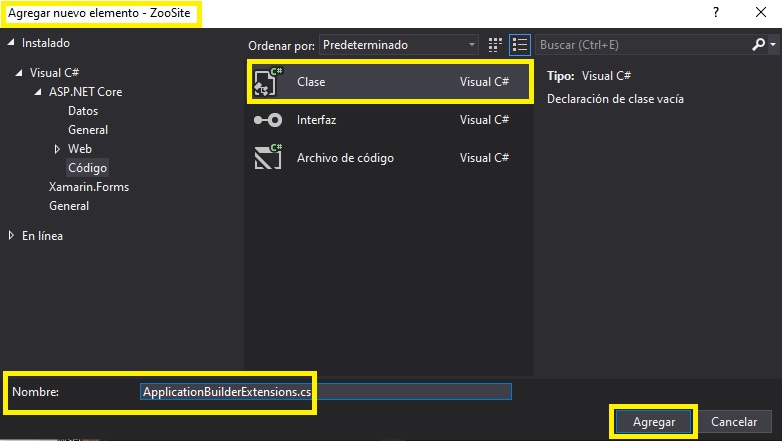 Agregar nuevo elemento - ZooSite
?
Instalado
Visual C#
ASP.NET Core
Datos
General
Web
Código
Xamarin.Forms
General
En línea
Ordenar por: Predeterminado
Clase Visual C#
Interfaz Visual C#
Archivo de código Visual C#
Buscar (Ctrl+E)
Tipo: Visual C#
Declaración de clase vacía
Nombre: ApplicationBuilderExtensions.cs
Agregar Cancelar